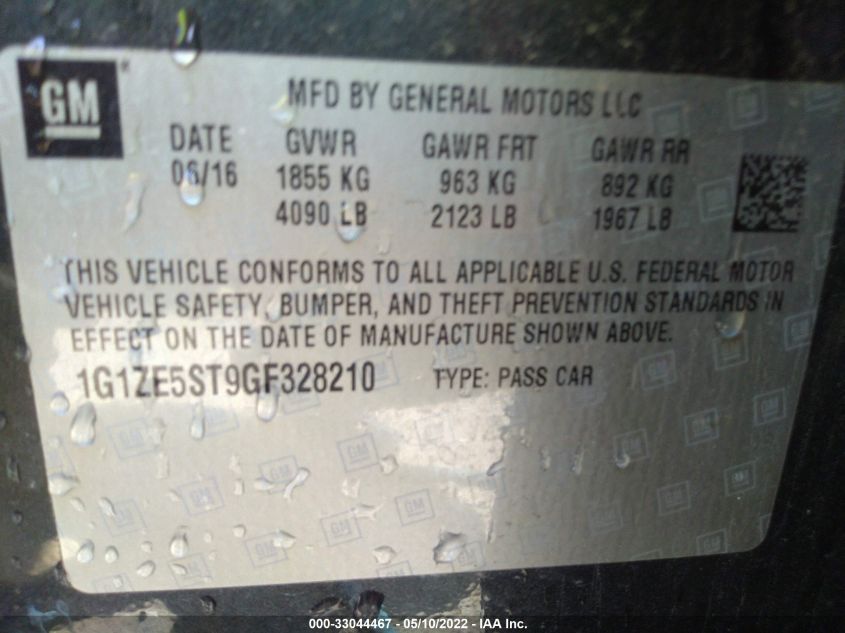 GM
MFD BY GENERAL MOTORS LLC
DATE GVWR GAWR FRT GAWR RR
06/16 1855 KG 963 KG 892 KG
4090 LB 2123 LB 1967 LB
THIS VEHICLE CONFORMS TO ALL APPLICABLE U.S. FEDERAL MOTOR
VEHICLE SAFETY, BUMPER, AND THEFT PREVENTION STANDARDS IN
EFFECT ON THE DATE OF MANUFACTURE SHOWN ABOVE.
1G1ZE5ST9GF328210 TYPE: PASS CAR
000-33044467 - 05/10/2022 - IAA Inc.